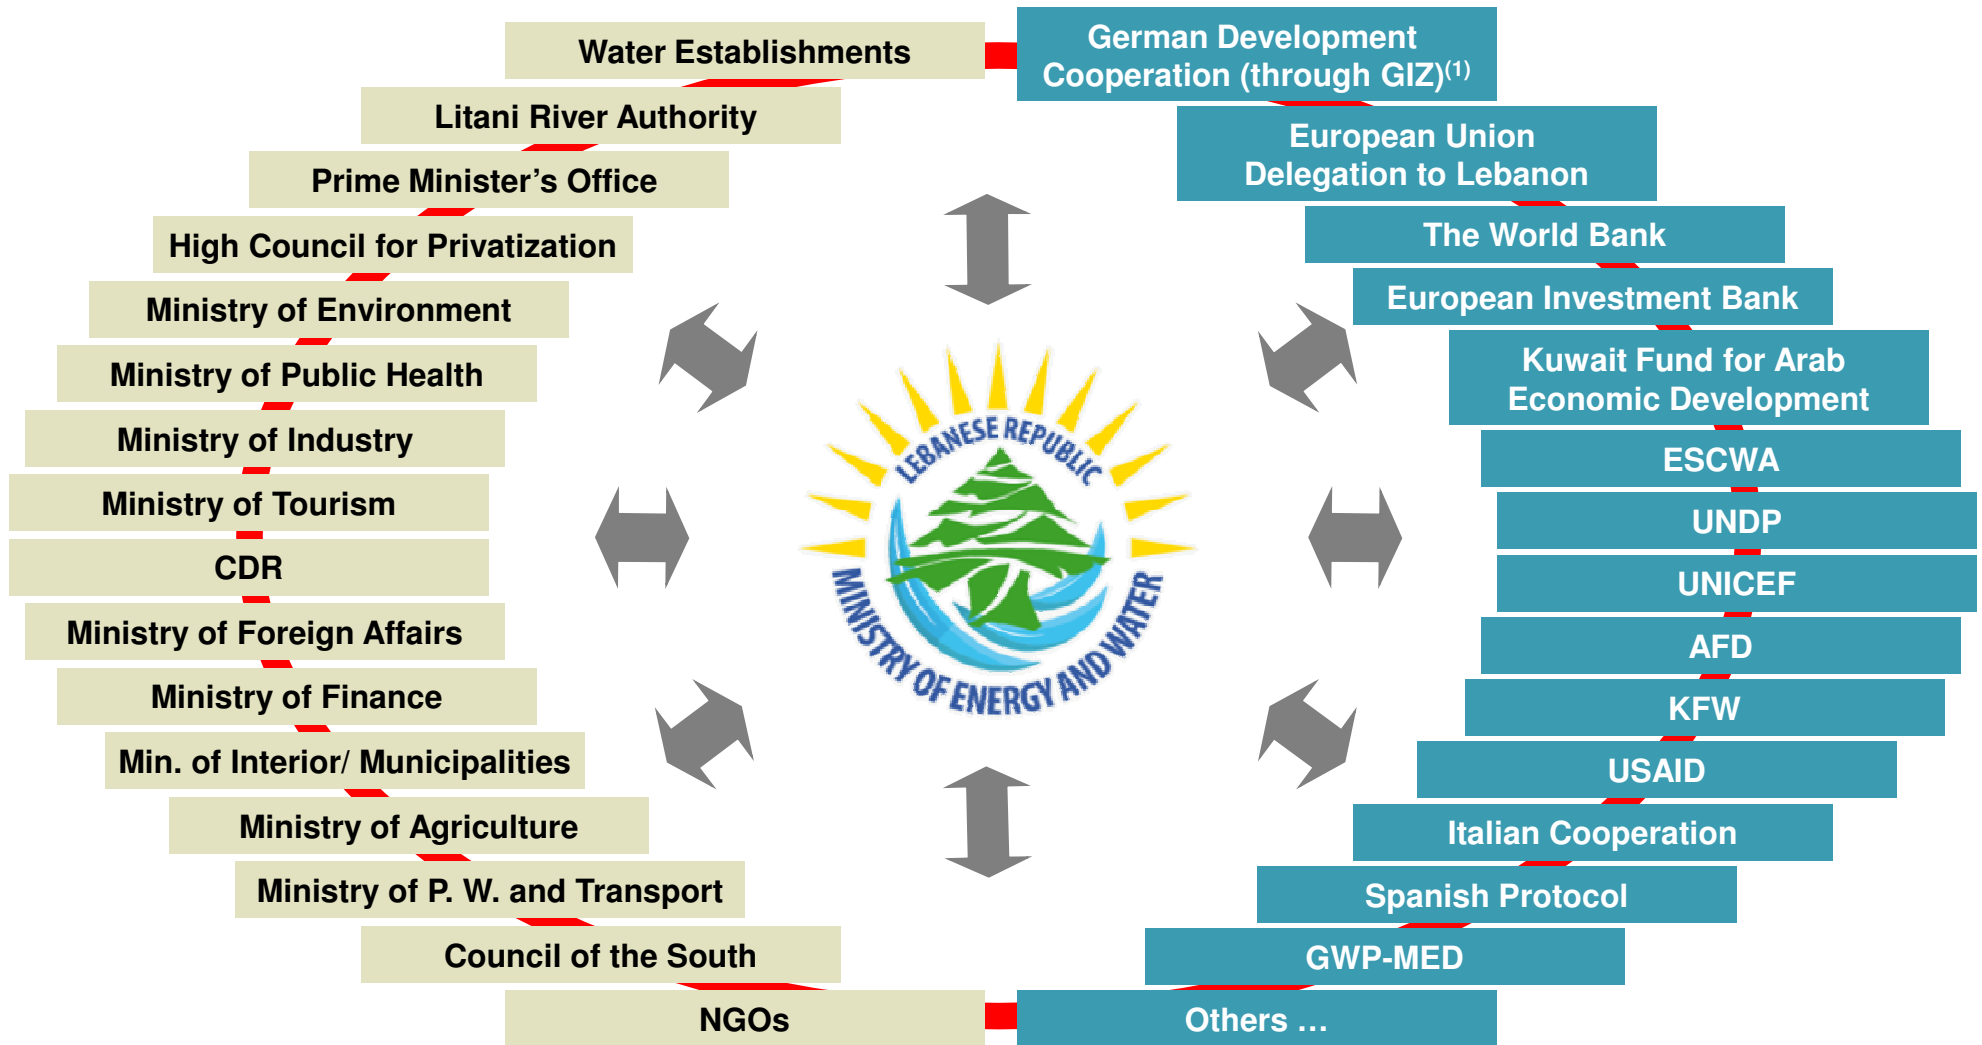 Water Establishments
Litani River Authority
Prime Minister’s Office
High Council for Privatization
Ministry of Environment
Ministry of Public Health
Ministry of Industry
Ministry of Tourism
CDR
Ministry of Foreign Affairs
Ministry of Finance
Min. of Interior/ Municipalities
Ministry of Agriculture
Ministry of P. W. and Transport
Council of the South
NGOs
LEBANESE REPUBLIC
MINISTRY OF ENERGY AND WATER
German Development
Cooperation (through GIZ)(1)
European Union
Delegation to Lebanon
The World Bank
European Investment Bank
Kuwait Fund for Arab
Economic Development
ESCWA
UNDP
UNICEF
AFD
KFW
USAID
Italian Cooperation
Spanish Protocol
GWP-MED
Others …